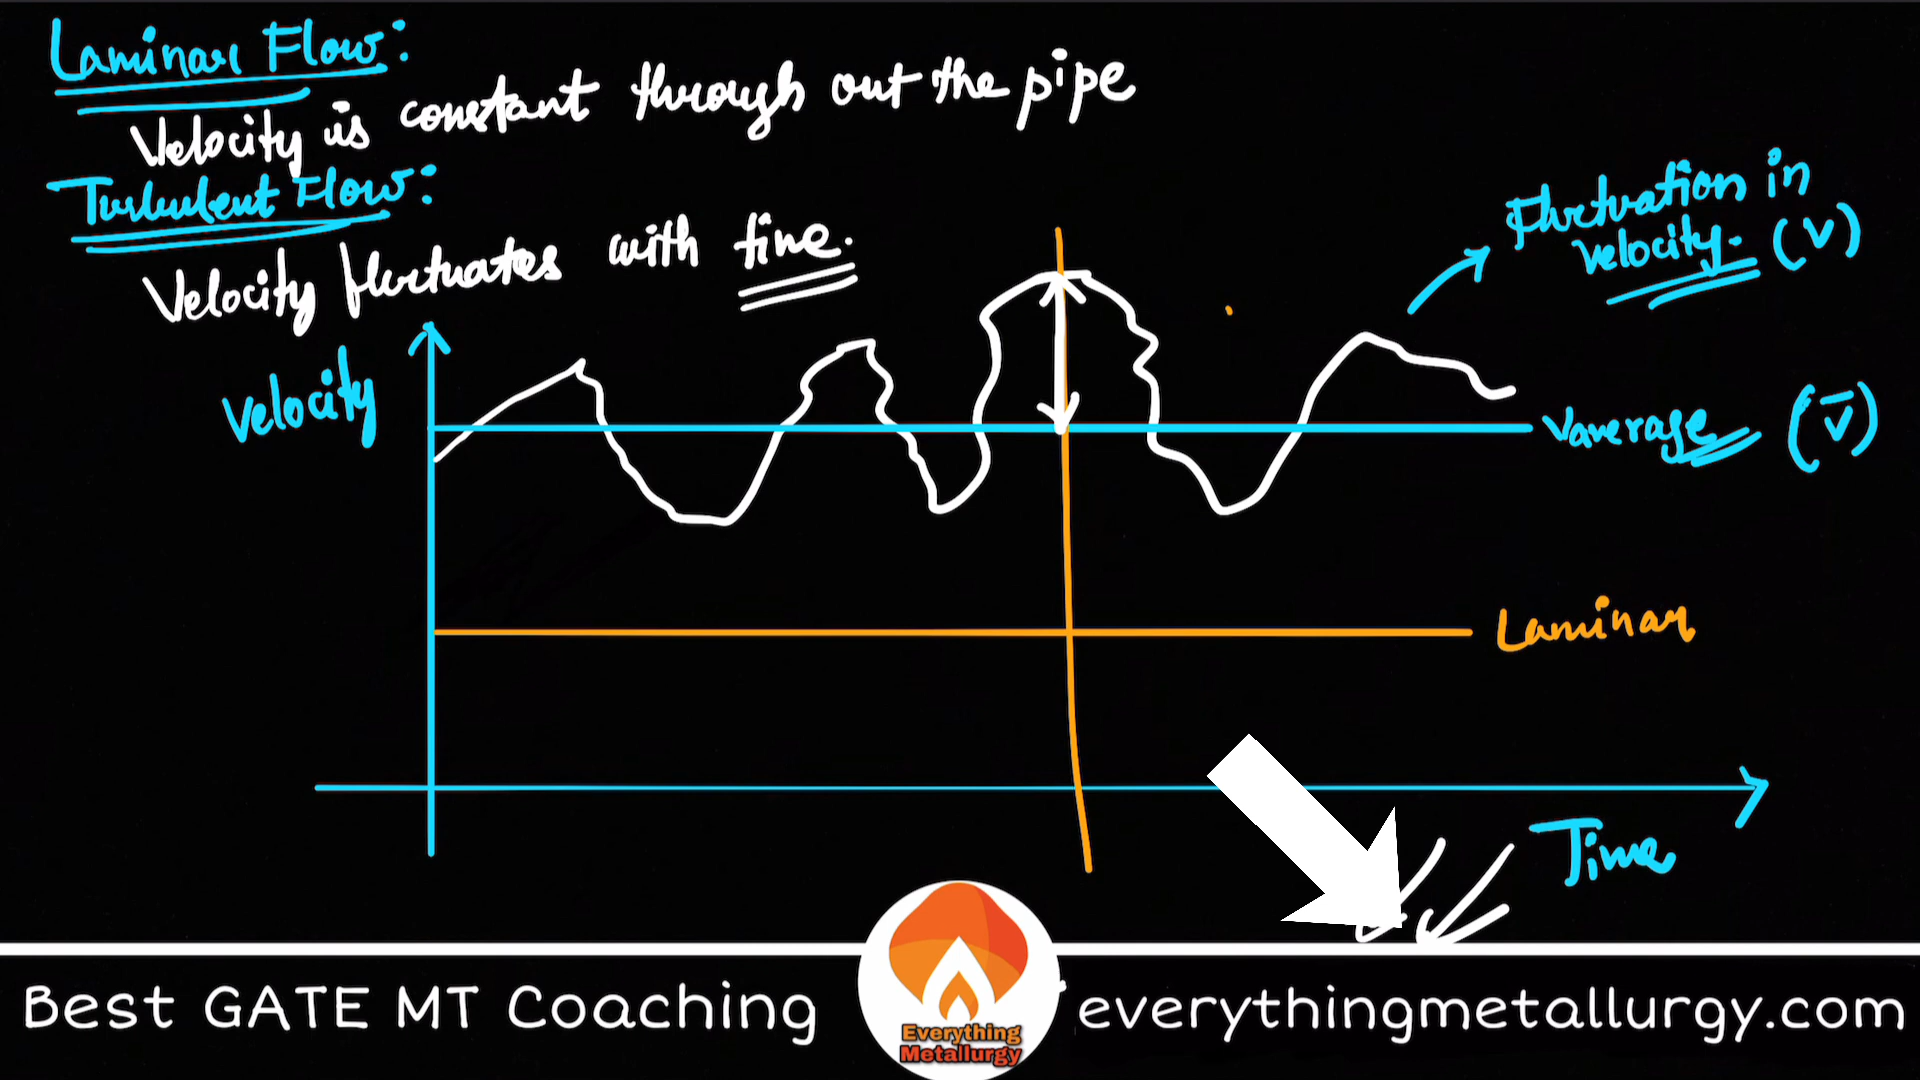 Laminar Flow:
Velocity is constant through out the pipe
Turbulent Flow:
Velocity fluctuates with time.
Fluctuation in
velocity. (V)
Velocity
Vaverage (V̅)
Laminar
Time
Best GATE MT Coaching
Everything
Metallurgy
everythingmetallurgy.com